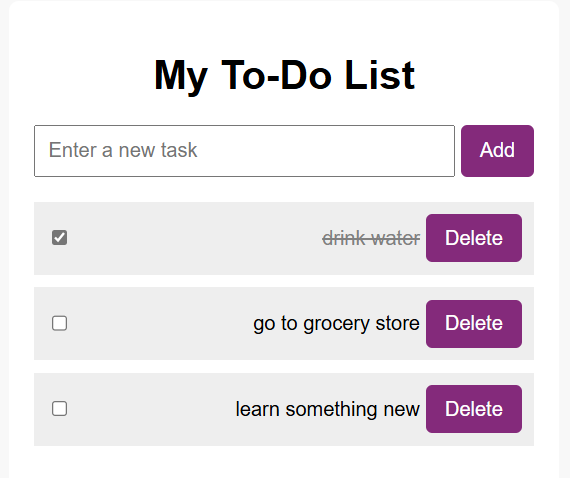 My To-Do List
Enter a new task Add
drink water Delete
go to grocery store Delete
learn something new Delete